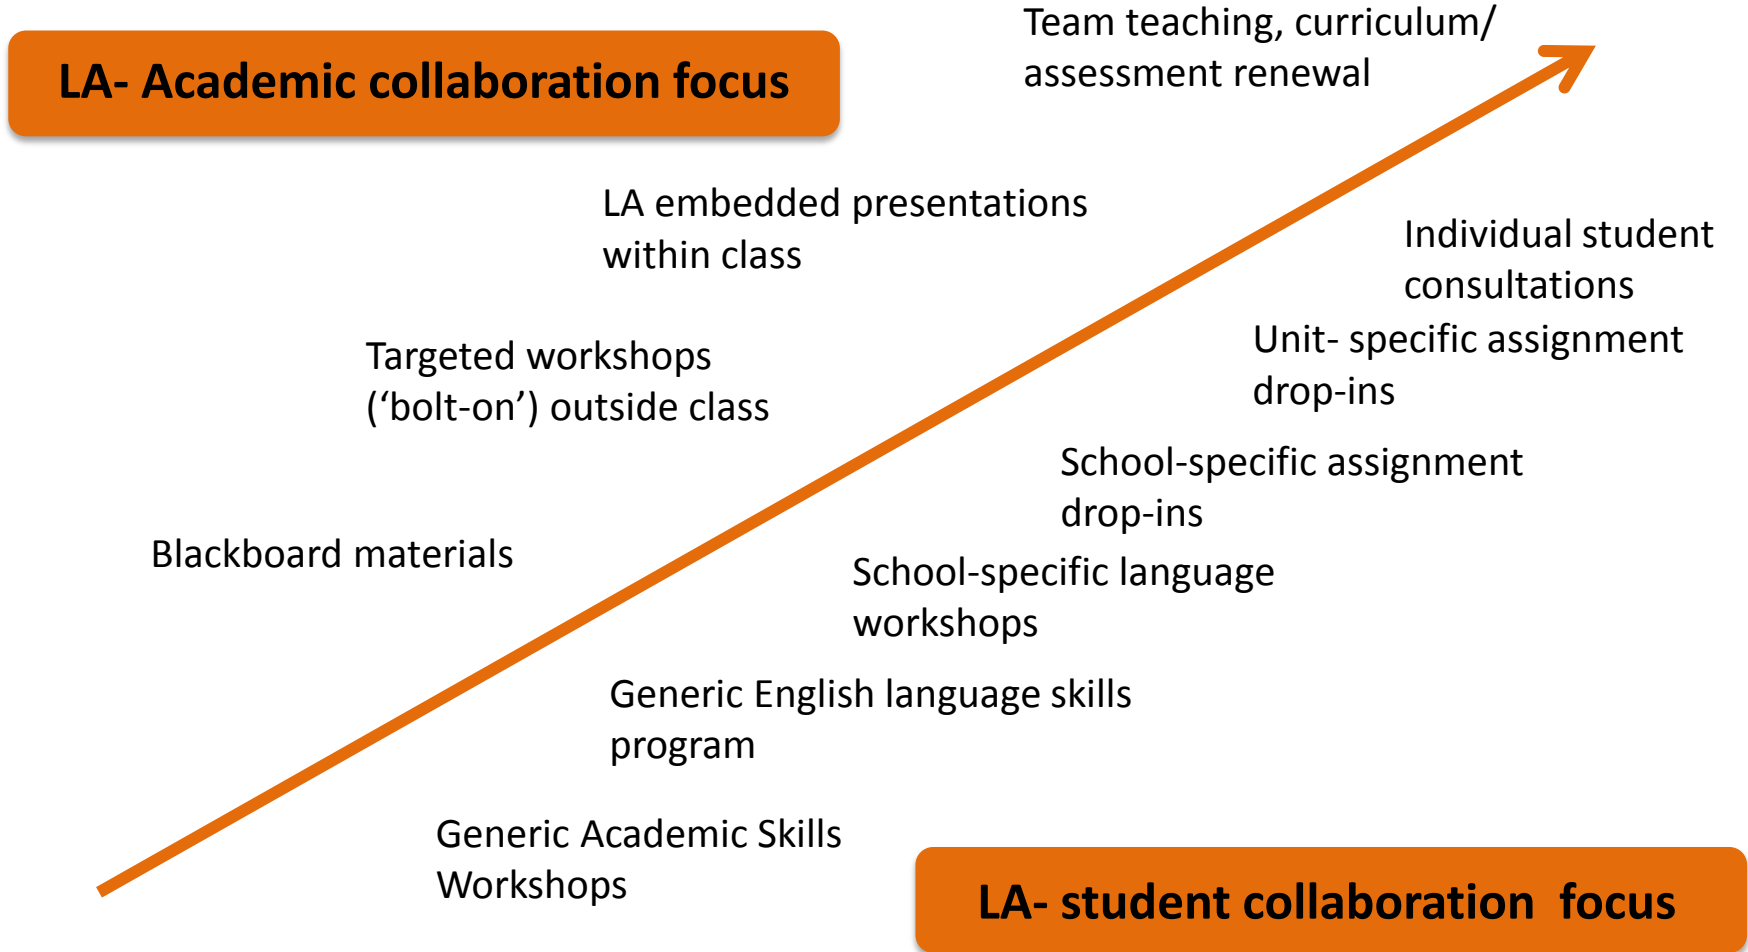 Team teaching, curriculum/
assessment renewal
LA- Academic collaboration focus
LA embedded presentations
within class
Individual student
consultations
Targeted workshops
(‘bolt-on’) outside class
Unit- specific assignment
drop-ins
School-specific assignment
drop-ins
Blackboard materials
School-specific language
workshops
Generic English language skills
program
Generic Academic Skills
Workshops
LA- student collaboration  focus